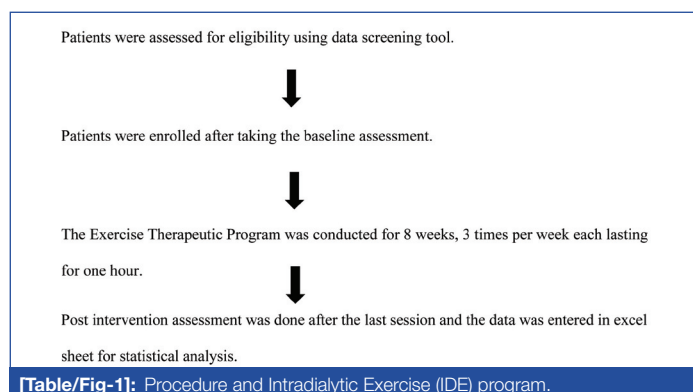 Patients were assessed for eligibility using data screening tool.
Patients were enrolled after taking the baseline assessment.
The Exercise Therapeutic Program was conducted for 8 weeks, 3 times per week each lasting
for one hour.
Post intervention assessment was done after the last session and the data was entered in excel
sheet for statistical analysis.
[Table/Fig-1]: Procedure and Intradialytic Exercise (IDE) program.